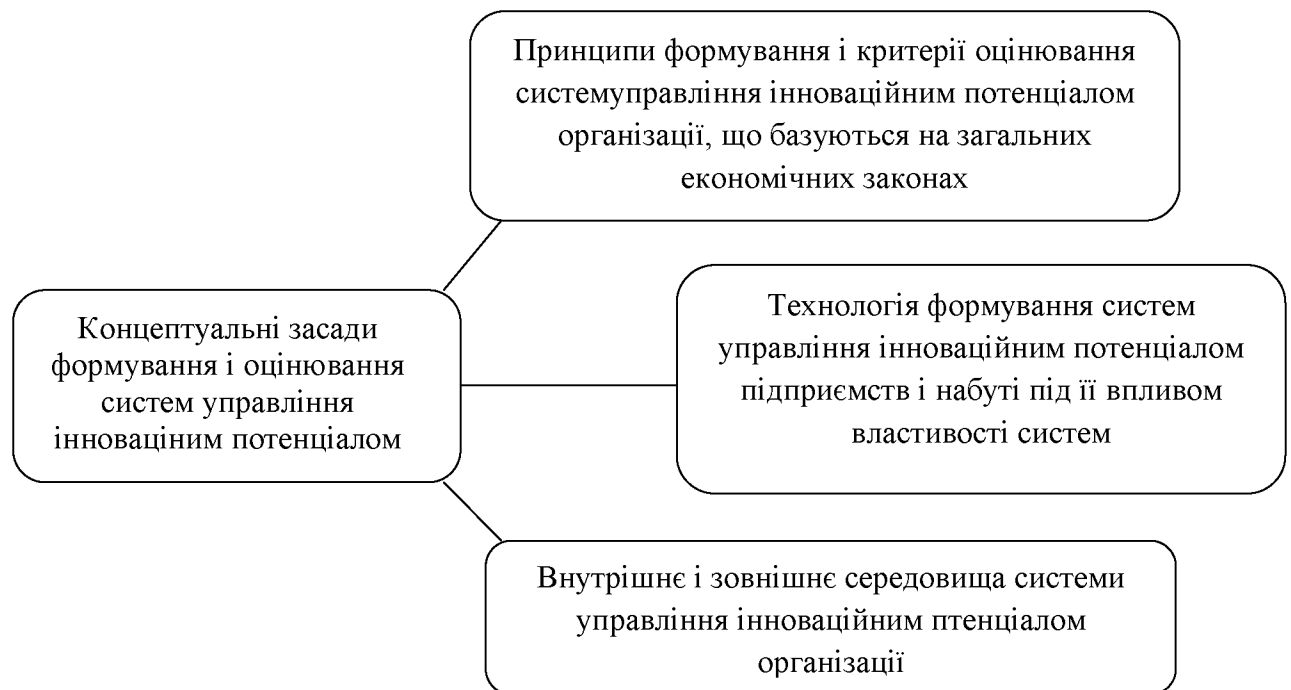 Принципи формування і критерії оцінювання
системуправління інноваційним потенціалом
організації, що базуються на загальних
економічних законах
Концептуальні засади
формування і оцінювання
систем управління
інноваціним потенціалом
Технологія формування систем
управління інноваційним потенціалом
підприємств і набуті під її впливом
властивості систем
Внутрішнє і зовнішнє середовища системи
управління інноваційним птенціалом
організації